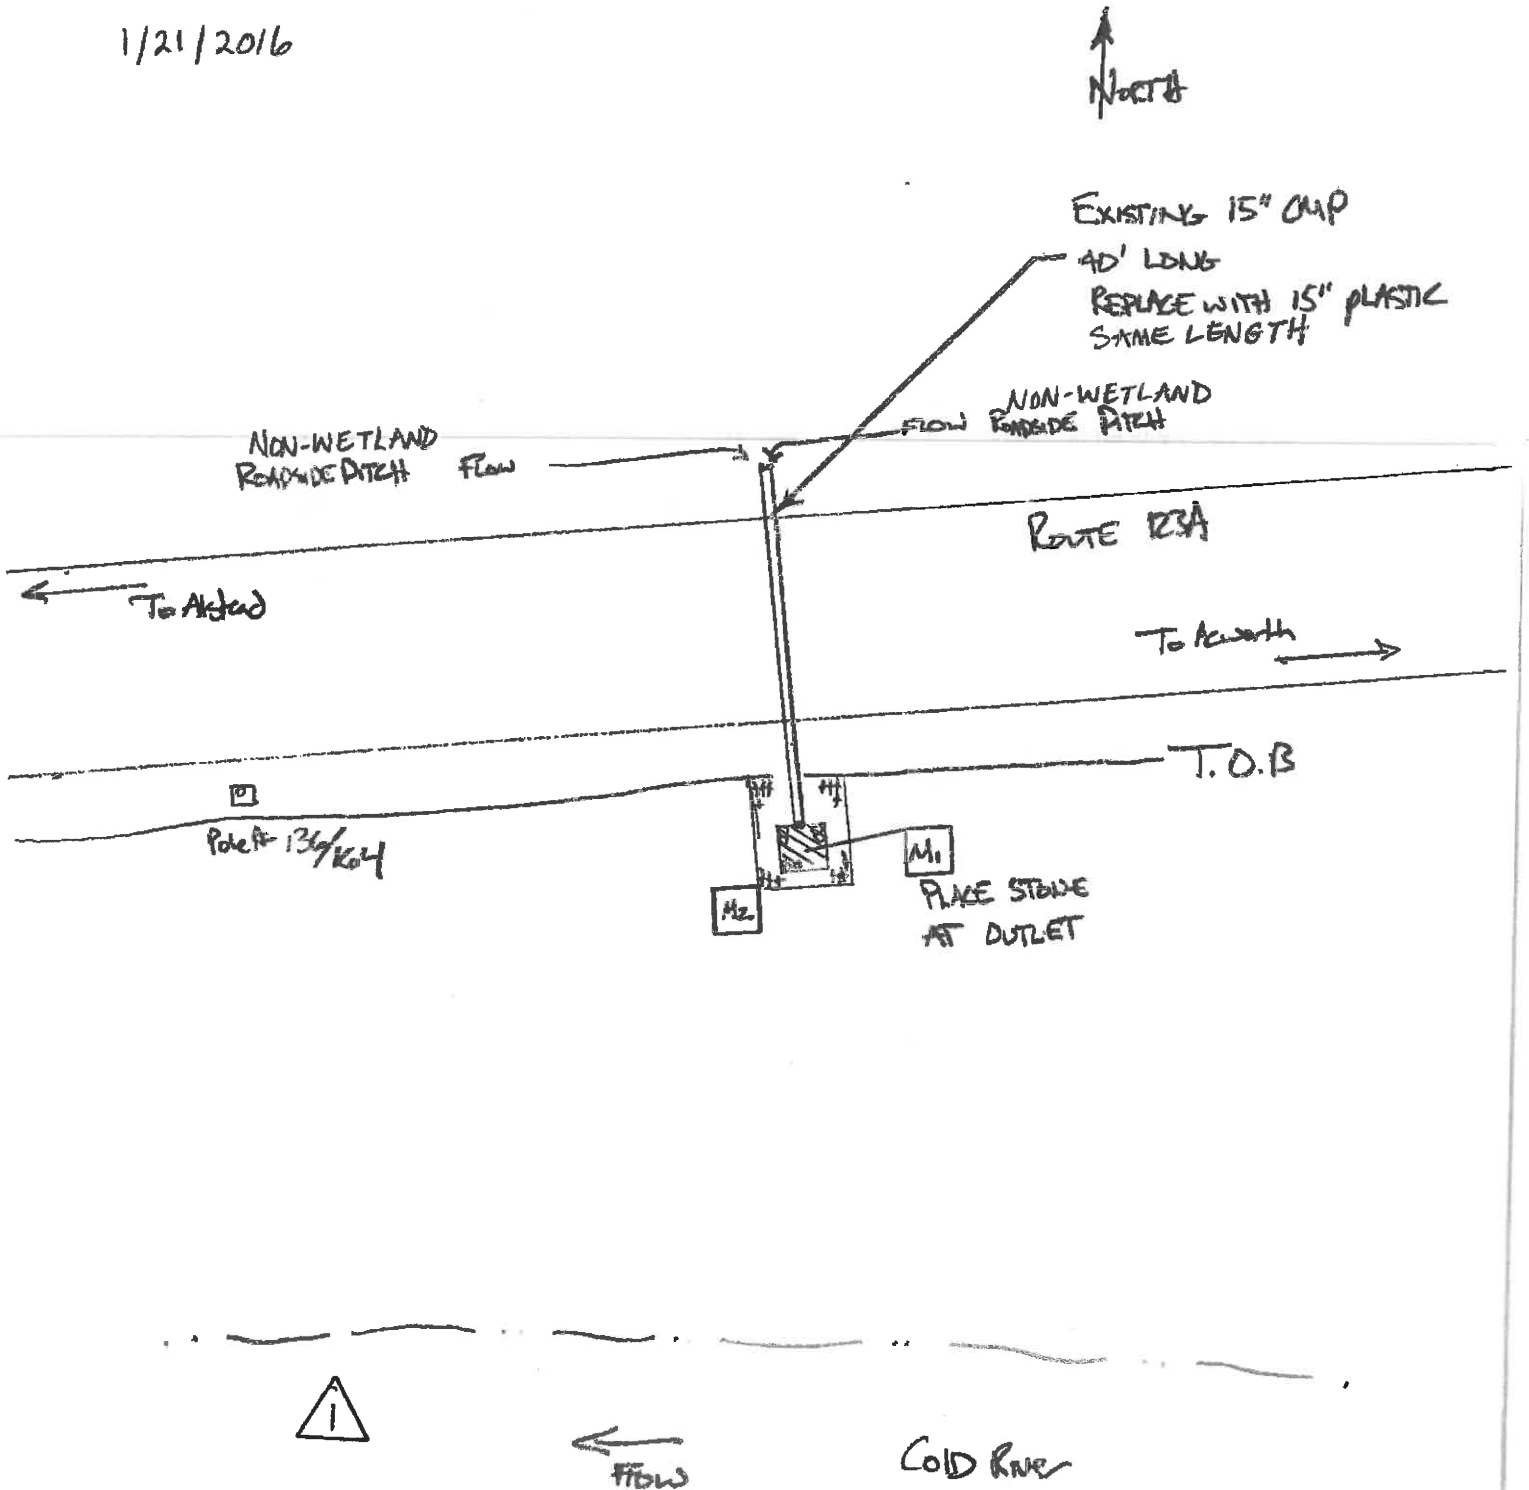 1/21/2016
NORTH
EXISTING 15" CMP
40' LONG
REPLACE WITH 15" PLASTIC
SAME LENGTH
NON-WETLAND
FLOW ROADSIDE DITCH
NON-WETLAND
ROADSIDE DITCH FLOW
ROUTE 123A
To Alstead
To Acworth
T.O.B
Pole #
M1
PLACE STONE
AT OUTLET
M2
1
FLOW
COLD River